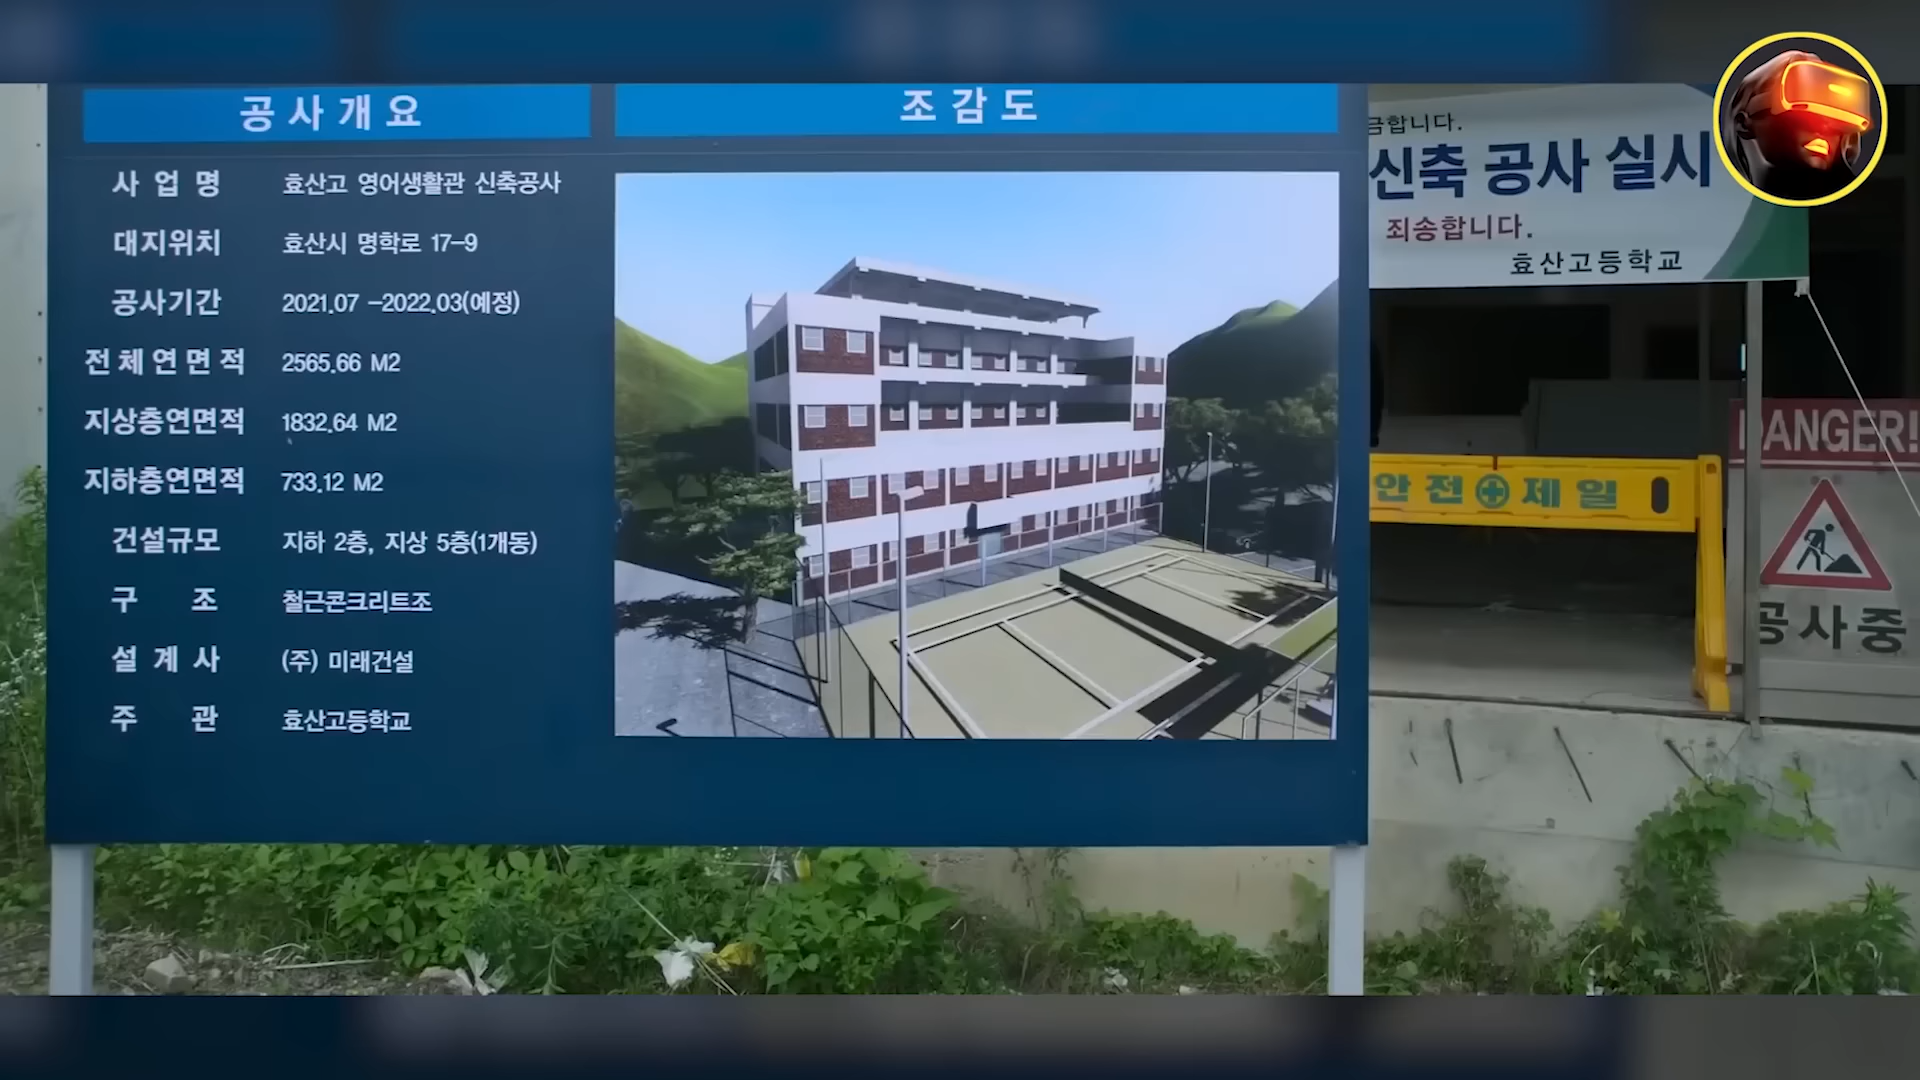 공사개요
사업명 효산고 영어생활관 신축공사
대지위치 효산시 명학로 17-9
공사기간 2021.07 -2022.03(예정)
전체연면적 2565.66 M2
지상층연면적 1832.64 M2
지하층연면적 733.12 M2
건설규모 지하 2층, 지상 5층(1개동)
구조 철근콘크리트조
설계사 (주) 미래건설
주관 효산고등학교
조감도
금합니다.
신축 공사 실시
죄송합니다.
효산고등학교
안전제일
DANGER!
공사중